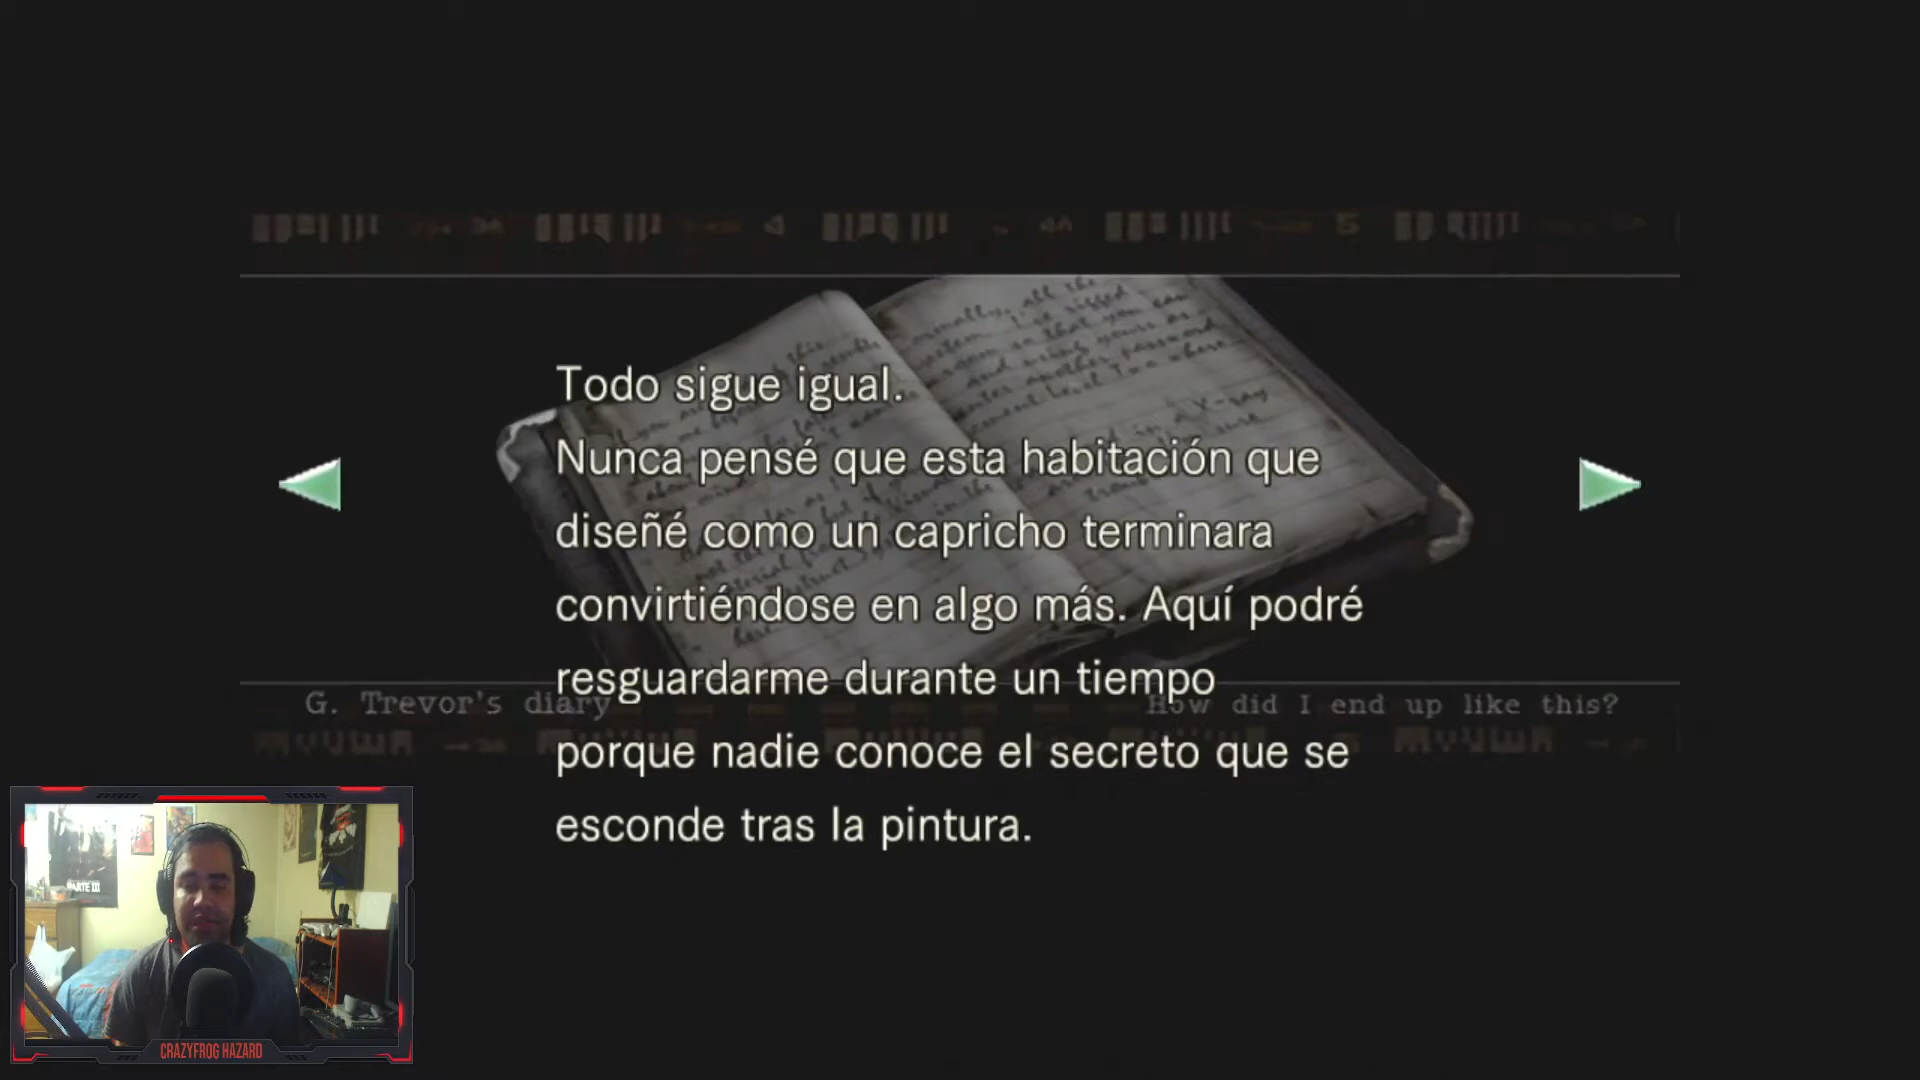 Todo sigue igual.
Nunca pensé que esta habitación que
diseñé como un capricho terminara
convirtiéndose en algo más. Aquí podré
resguardarme durante un tiempo
G. Trevor's diary
How did I end up like this?
porque nadie conoce el secreto que se
esconde tras la pintura.
PARTE III
CRAZYFROG HAZARD